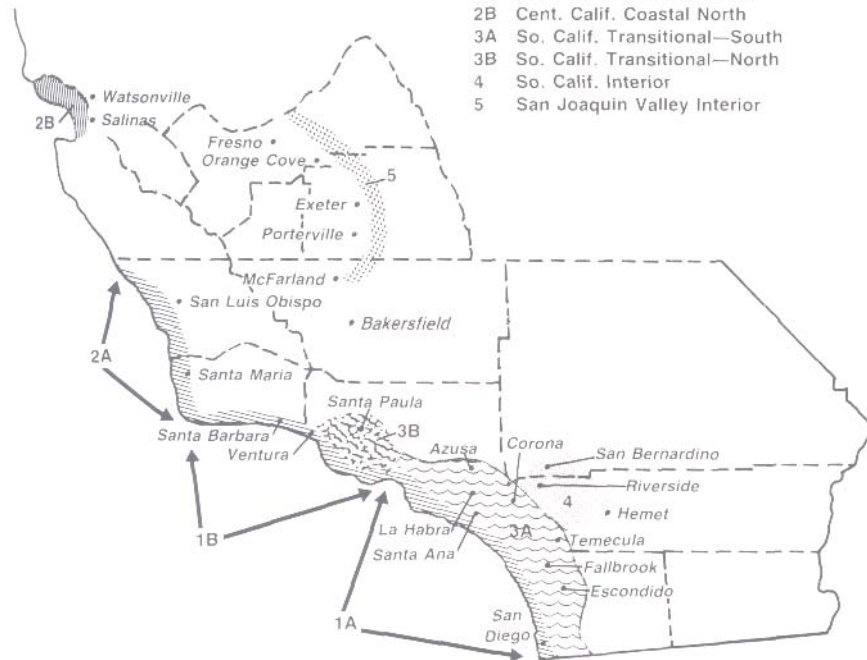 2B Cent. Calif. Coastal North
3A So. Calif. Transitional—South
3B So. Calif. Transitional—North
4 So. Calif. Interior
5 San Joaquin Valley Interior
Watsonville
Salinas
2B
Fresno
Orange Cove
5
Exeter
Porterville
McFarland
San Luis Obispo
Bakersfield
2A
Santa Maria
Santa Paula
3B
Santa Barbara
Ventura
Azusa
Corona
San Bernardino
Riverside
4
Hemet
1B
La Habra
3A
Santa Ana
Temecula
Fallbrook
Escondido
1A
San
Diego